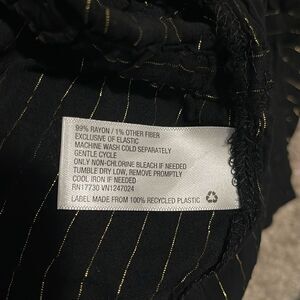 99% RAYON / 1% OTHER FIBER
EXCLUSIVE OF ELASTIC
MACHINE WASH COLD SEPARATELY
GENTLE CYCLE
ONLY NON-CHLORINE BLEACH IF NEEDED
TUMBLE DRY LOW, REMOVE PROMPTLY
COOL IRON IF NEEDED
RN17730 VN1247024
LABEL MADE FROM 100% RECYCLED PLASTIC